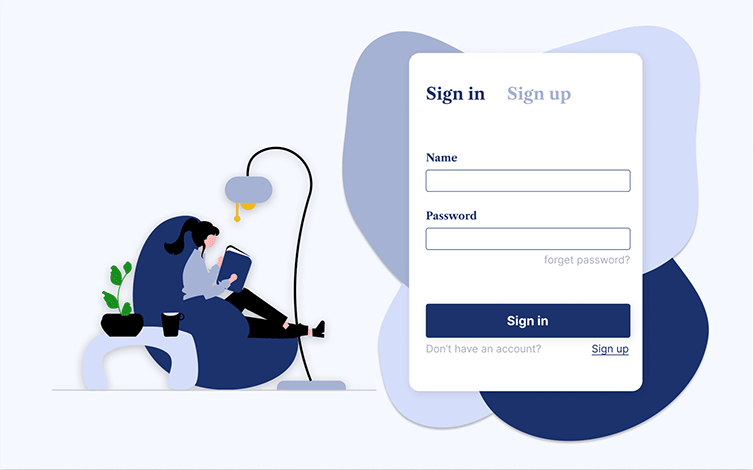 Sign in Sign up
Name
Password
forget password?
Sign in
Don't have an account? Sign up